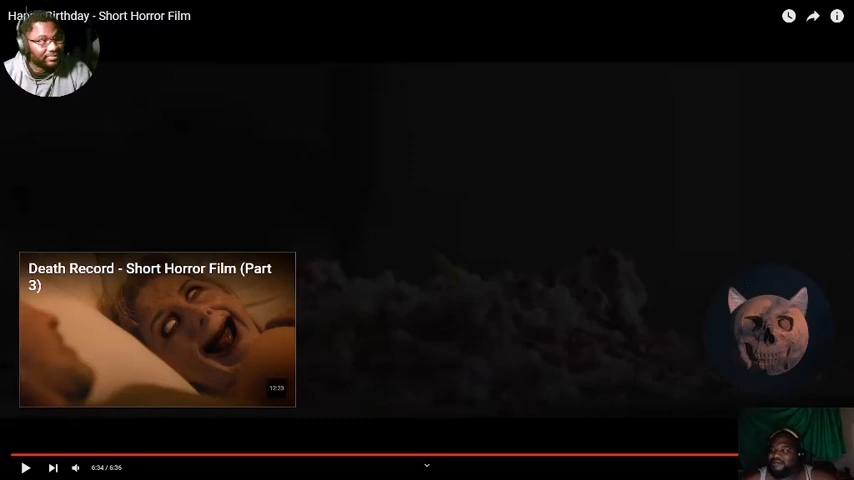 Birthday - Short Horror Film
Death Record - Short Horror Film (Part
3)
12:23
6:34 / 6:36